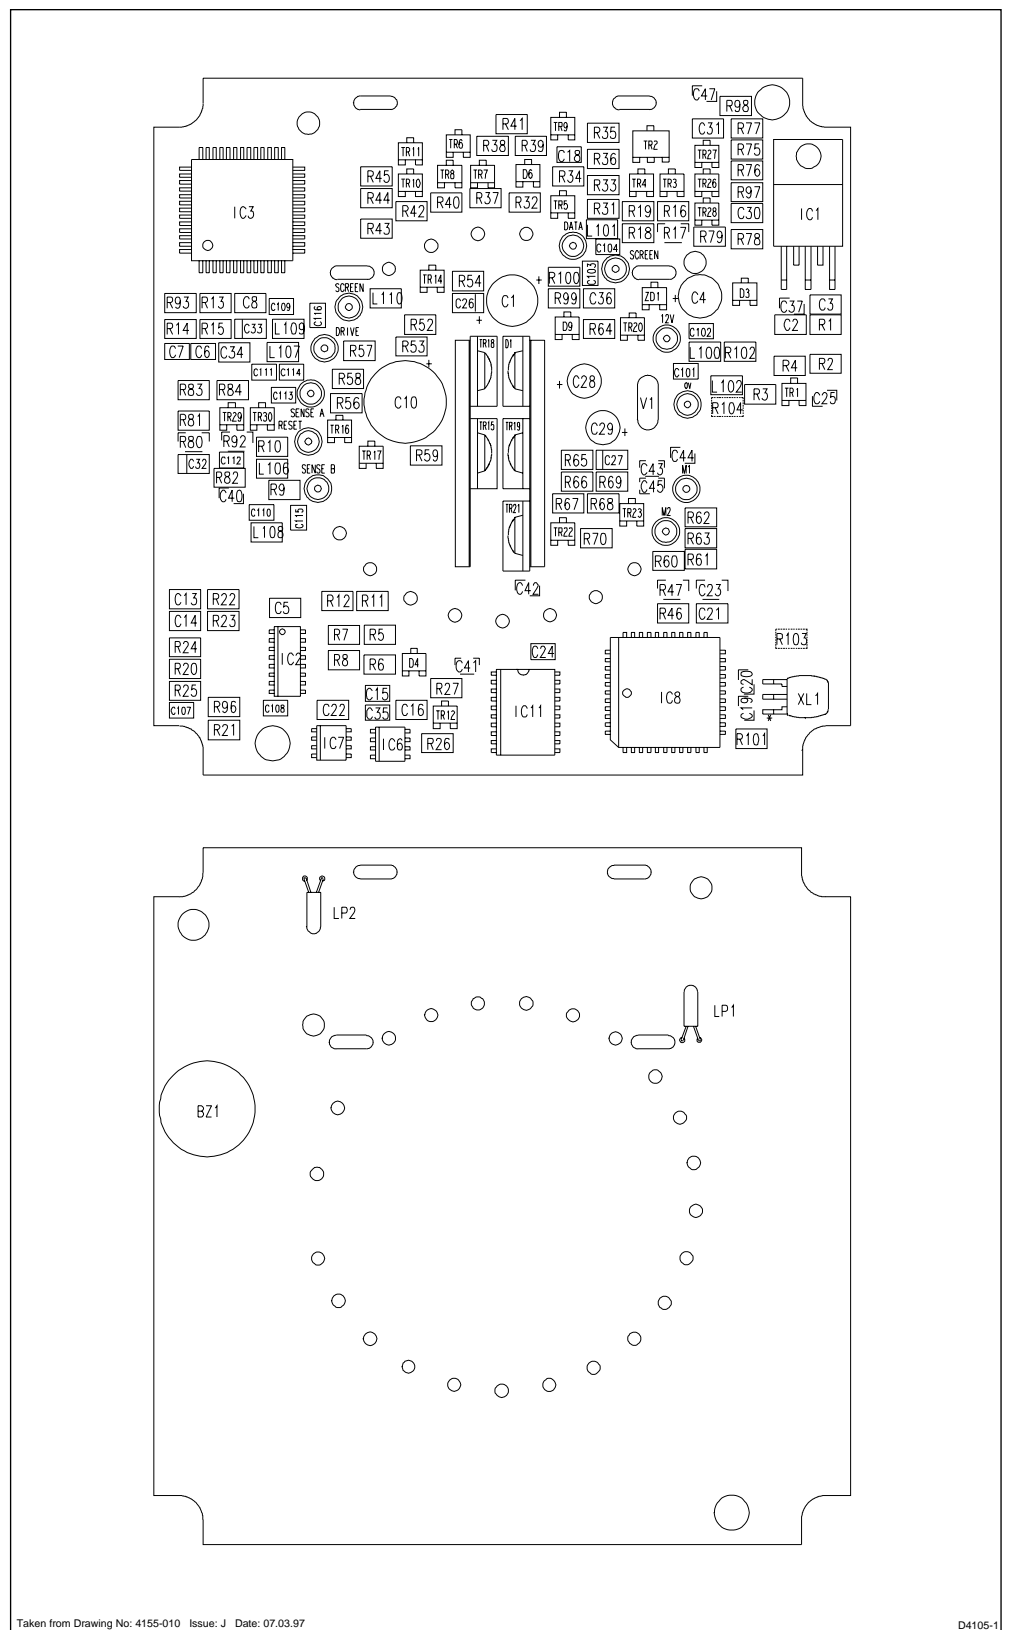 C47
R98
R41
TR9
R35
C31
R77
TR6
TR2
TR11
R38
R39
C18
R36
TR27
R75
R76
R45
TR10
TR8
TR7
D6
R34
R33
TR4
TR3
TR26
R97
R44
R42
R40
R37
R32
TR5
R31
R19
R16
TR28
C30
IC3
IC1
R43
DATA
L101
R18
R17
R79
R78
C104
SCREEN
TR14
R54
R100
C103
C1
SCREEN
L110
C26
R99
C36
ZD1
C4
D3
R93
R13
C8
C109
C116
C37
C3
R14
R15
C33
L109
DRIVE
R52
D9
R64
TR20
12V
C102
C2
R1
C7
C6
C34
L107
R57
R53
TR18
D1
L100
R102
C111
C114
R58
C28
C101
R4
R2
R83
R84
C113
R56
C10
V1
0V
L102
R104
R3
TR1
C25
SENSE A
R81
TR29
TR30
RESET
TR16
TR15
TR19
C29
R80
R92
R10
TR17
R59
C44
C32
C112
L106
SENSE B
R65
C27
C43
M1
R82
R9
R66
R69
C45
C40
C110
C115
TR21
R67
R68
TR23
M2
R62
L108
TR22
R70
R63
R60
R61
C42
C13
R22
C5
R12
R11
R47
C23
C14
R23
R46
C21
R24
IC2
R7
R5
R103
R20
R8
R6
D4
C41
C24
R25
C15
R27
IC11
IC8
C20
XL1
C107
R96
C108
C22
C35
C16
TR12
C19
*
R21
IC7
IC6
R26
R101
LP2
LP1
BZ1
Taken from Drawing No: 4155-010 Issue: J Date: 07.03.97
D4105-1